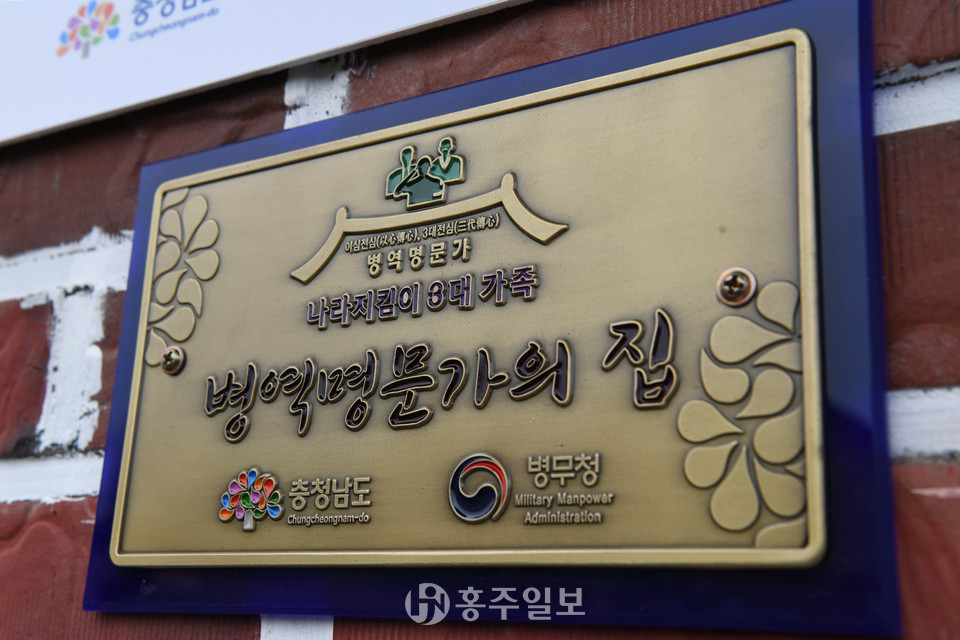 충청남도
Chungcheongnam-do
이심전심(以心傳心), 3대전심(三代傳心)
병역명문가
나라지킴이 3대 가족
병역명문가의 집
충청남도
Chungcheongnam-do
병무청
Military Manpower
Administration
HN 홍주일보